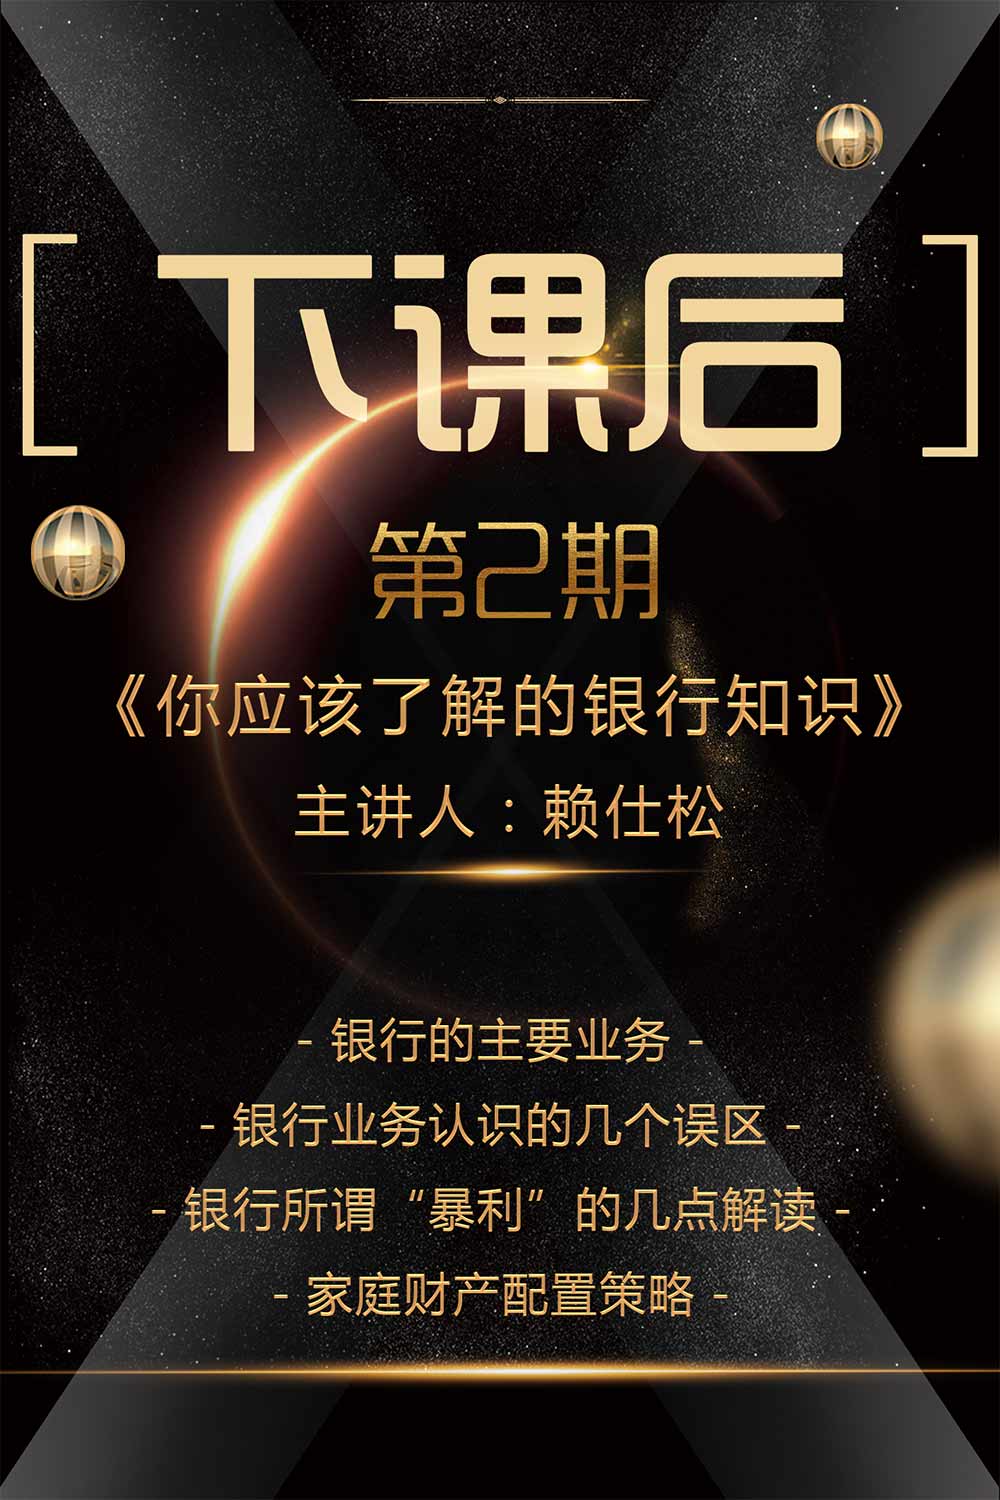 [ 下课后 ]
第2期
《你应该了解的银行知识》
主讲人：赖仕松
- 银行的主要业务 -
- 银行业务认识的几个误区 -
- 银行所谓“暴利”的几点解读 -
- 家庭财产配置策略 -